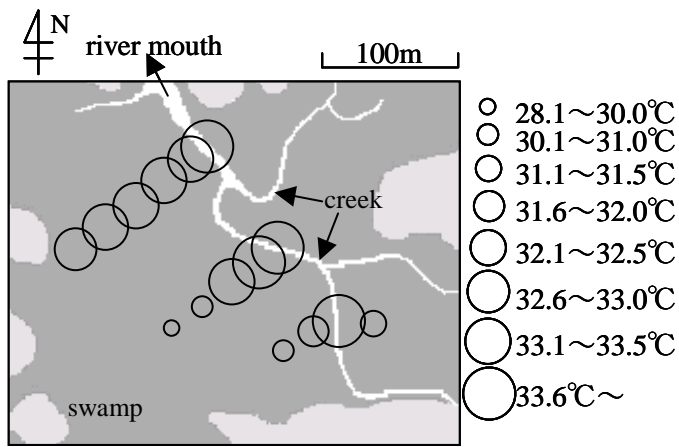 N
river mouth
100m
creek
swamp
28.1～30.0℃
30.1～31.0℃
31.1～31.5℃
31.6～32.0℃
32.1～32.5℃
32.6～33.0℃
33.1～33.5℃
33.6℃～